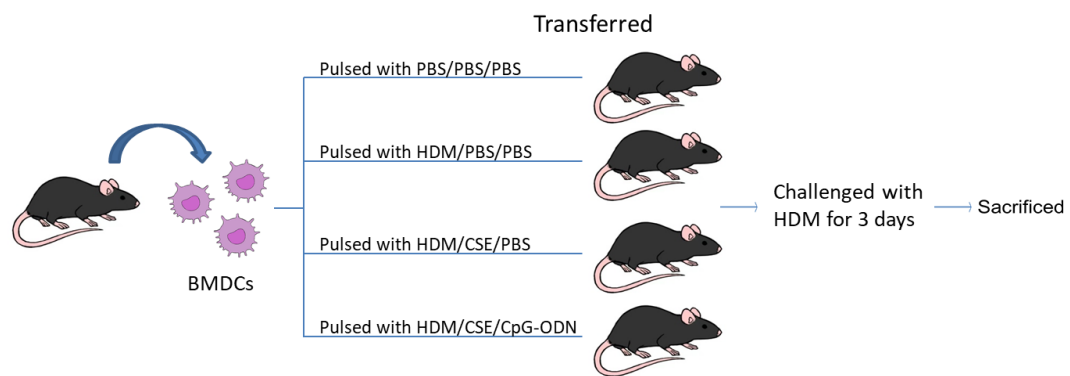 Transferred
Pulsed with PBS/PBS/PBS
Pulsed with HDM/PBS/PBS
Pulsed with HDM/CSE/PBS
Pulsed with HDM/CSE/CpG-ODN
BMDCs
Challenged with
HDM for 3 days
Sacrificed